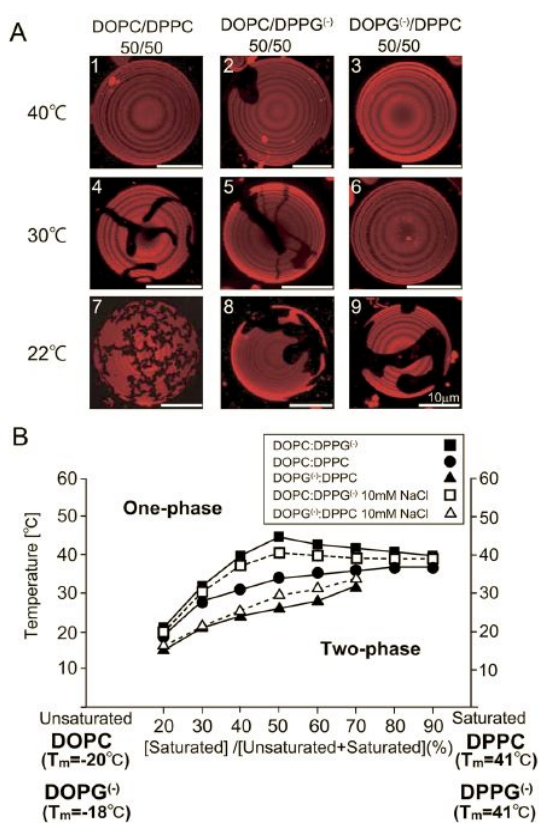 A
DOPC/DPPC DOPC/DPPG(-) DOPG(-)/DPPC
50/50 50/50 50/50
40℃ 1 2 3
30℃ 4 5 6
22℃ 7 8 9
10μm
B
DOPC:DPPG(-)
DOPC:DPPC
DOPG(-):DPPC
DOPC:DPPG(-) 10mM NaCl
DOPG(-):DPPC 10mM NaCl
One-phase
Two-phase
Temperature [℃]
60 60
50 50
40 40
30 30
20 20
10 10
20 30 40 50 60 70 80 90
[Saturated] /[Unsaturated+Saturated](%)
Unsaturated
DOPC
(Tm=-20℃)
DOPG(-)
(Tm=-18℃)
Saturated
DPPC
(Tm=41℃)
DPPG(-)
(Tm=41℃)